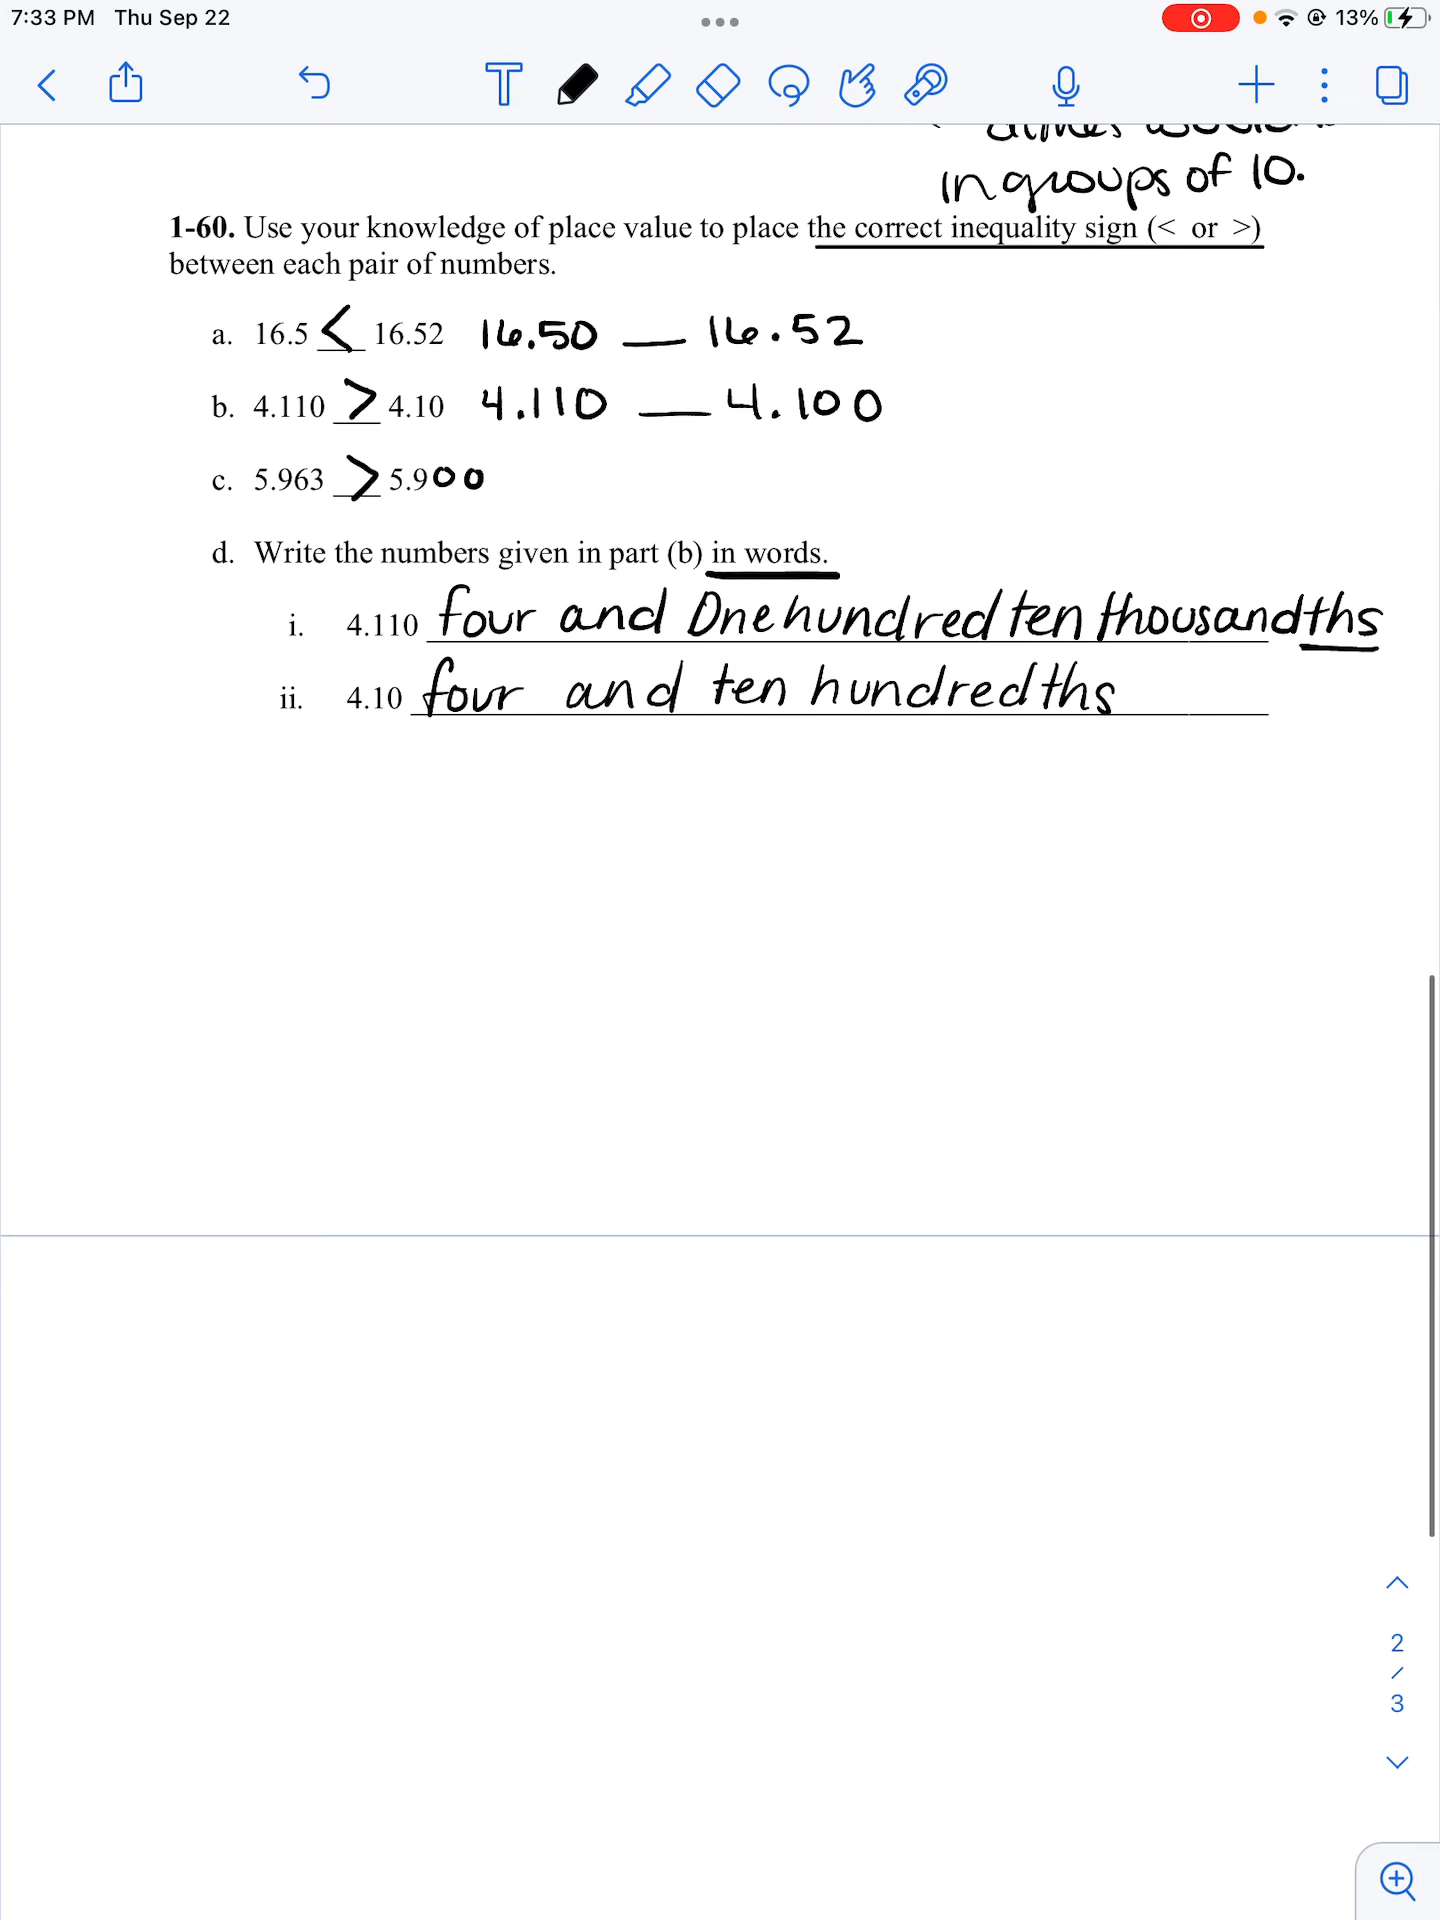 7:33 PM Thu Sep 22
13%
in groups of 10.
1-60. Use your knowledge of place value to place the correct inequality sign (< or >)
between each pair of numbers.
a. 16.5 < 16.52 16.50 __ 16.52
b. 4.110 > 4.10 4.110 __ 4.100
c. 5.963 > 5.900
d. Write the numbers given in part (b) in words.
i. 4.110 four and One hundred ten thousandths
ii. 4.10 four and ten hundredths
2
/
3